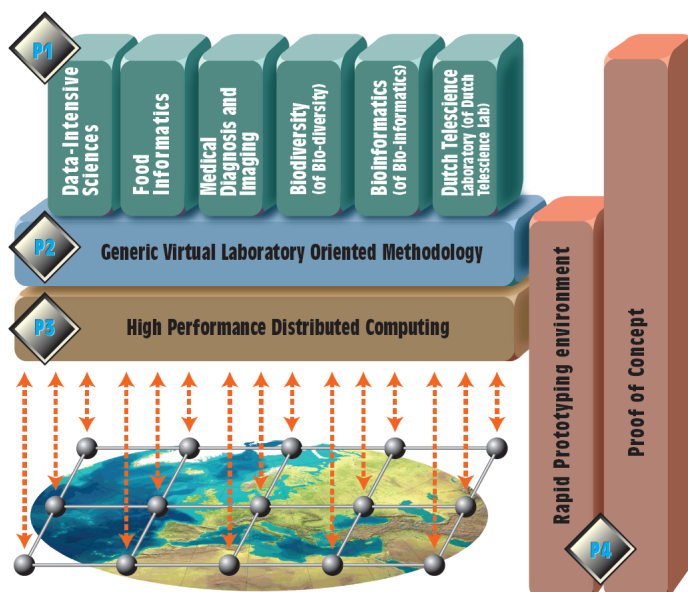 P1
Data-Intensive
Sciences
Food
Informatics
Medical
Diagnosis and
Imaging
Biodiversity
(of Bio-diversity)
Bioinformatics
(of Bio-informatics)
Dutch Telescience
Laboratory (of Dutch
Telescience Lab)
P2
Generic Virtual Laboratory Oriented Methodology
P3
High Performance Distributed Computing
Rapid Prototyping environment
Proof of Concept
P4